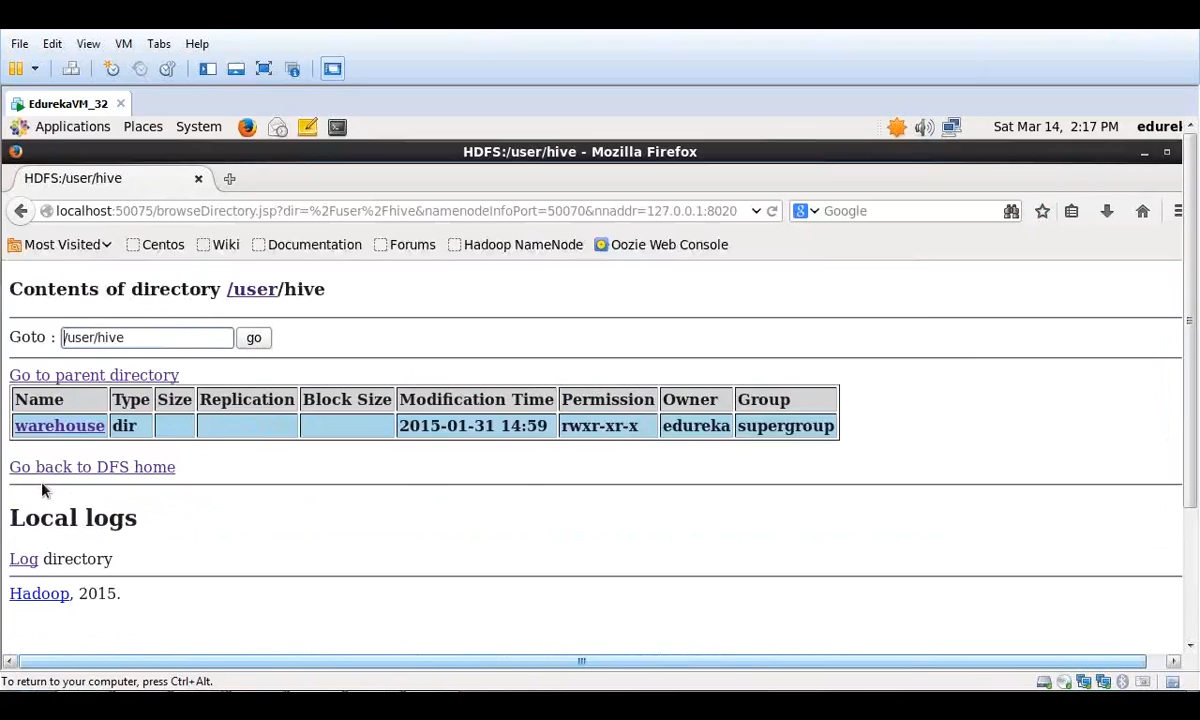 File Edit View VM Tabs Help
EdurekaVM_32
Applications Places System Sat Mar 14, 2:17 PM edurek
HDFS:/user/hive - Mozilla Firefox
HDFS:/user/hive
localhost:50075/browseDirectory.jsp?dir=%2Fuser%2Fhive&namenodeInfoPort=50070&nnaddr=127.0.0.1:8020 Google
Most Visited Centos Wiki Documentation Forums Hadoop NameNode Oozie Web Console
Contents of directory /user/hive
Goto : /user/hive go
Go to parent directory
Name Type Size Replication Block Size Modification Time Permission Owner Group
warehouse dir 2015-01-31 14:59 rwxr-xr-x edureka supergroup
Go back to DFS home
Local logs
Log directory
Hadoop, 2015.
To return to your computer, press Ctrl+Alt.